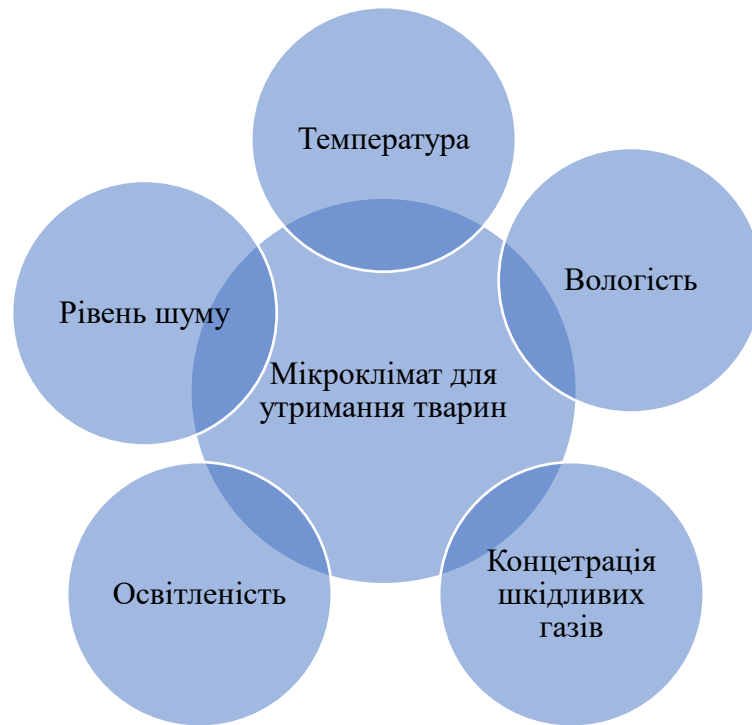 Температура
Вологість
Рівень шуму
Мікроклімат для
утримання тварин
Освітленість
Концетрація
шкідливих
газів